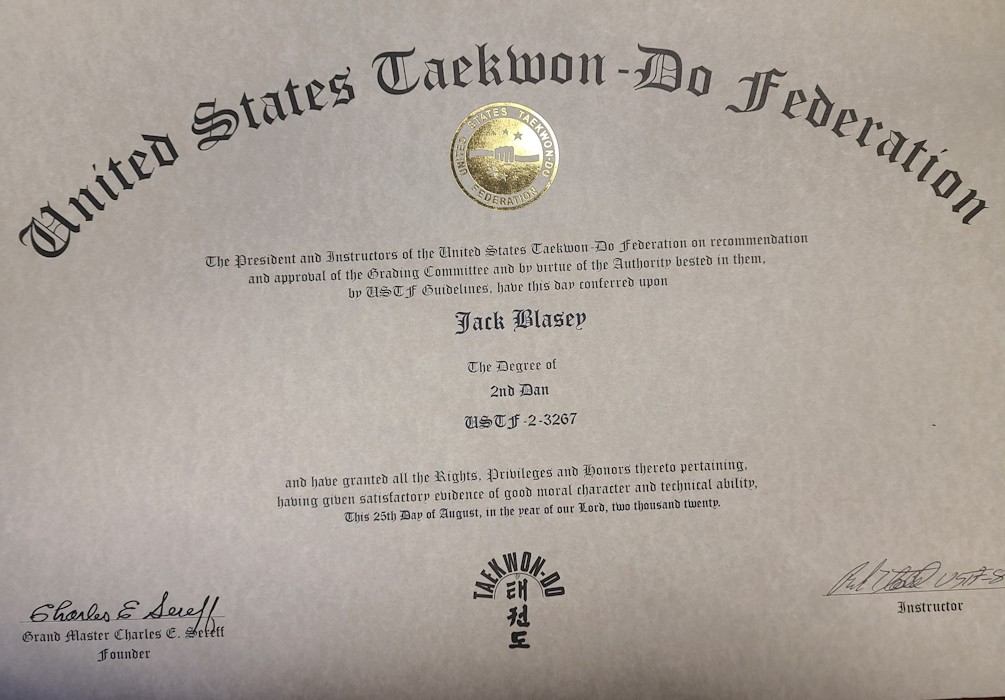 United States Taekwon-Do Federation
UNITED STATES TAEKWON-DO
FEDERATION
The President and Instructors of the United States Taekwon-Do Federation on recommendation
and approval of the Grading Committee and by virtue of the Authority bested in them,
by USTF Guidelines, have this day conferred upon
Jack Blasey
The Degree of
2nd Dan
USTF-2-3267
and have granted all the Rights, Privileges and Honors thereto pertaining,
having given satisfactory evidence of good moral character and technical ability,
This 25th Day of August, in the year of our Lord, two thousand twenty.
TAEKWON-DO
태
권
도
Charles E Sereff
Grand Master Charles E. Sereff
Founder
Instructor